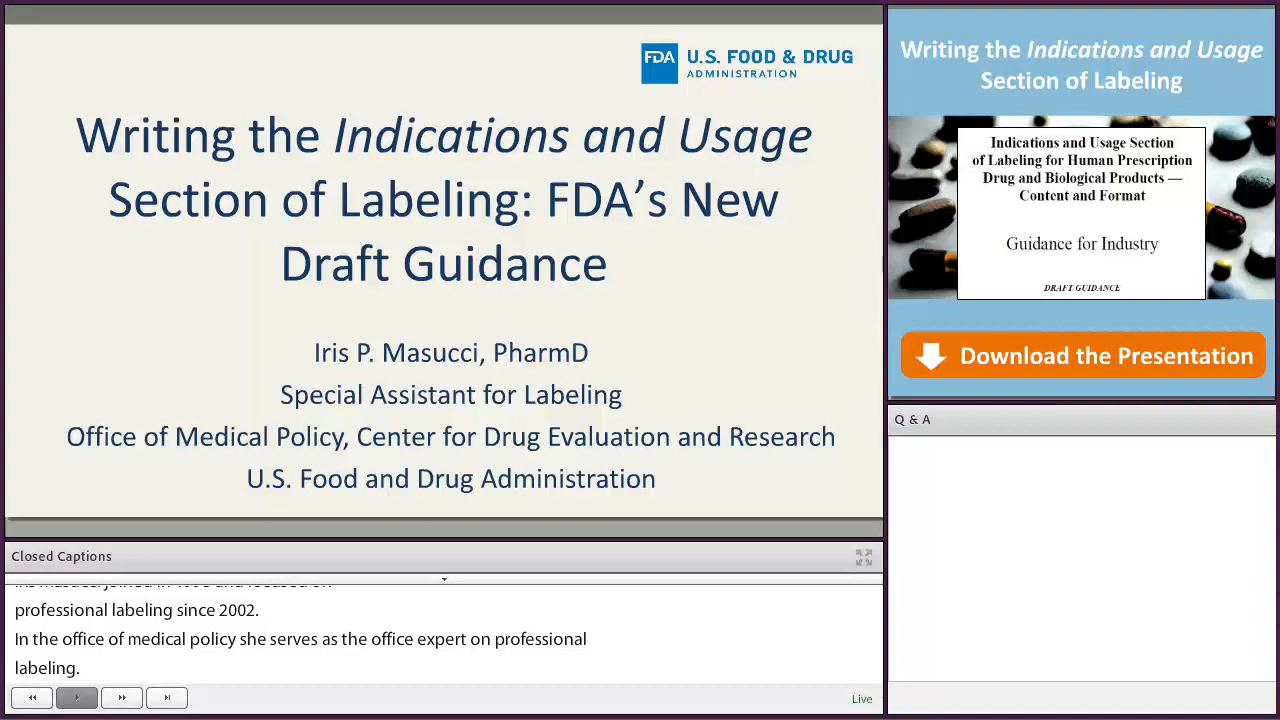 FDA U.S. FOOD & DRUG
ADMINISTRATION
Writing the Indications and Usage
Section of Labeling: FDA's New
Draft Guidance
Iris P. Masucci, PharmD
Special Assistant for Labeling
Office of Medical Policy, Center for Drug Evaluation and Research
U.S. Food and Drug Administration
Closed Captions
professional labeling since 2002.
In the office of medical policy she serves as the office expert on professional
labeling.
Live
Writing the Indications and Usage
Section of Labeling
Indications and Usage Section
of Labeling for Human Prescription
Drug and Biological Products —
Content and Format
Guidance for Industry
DRAFT GUIDANCE
Download the Presentation
Q & A